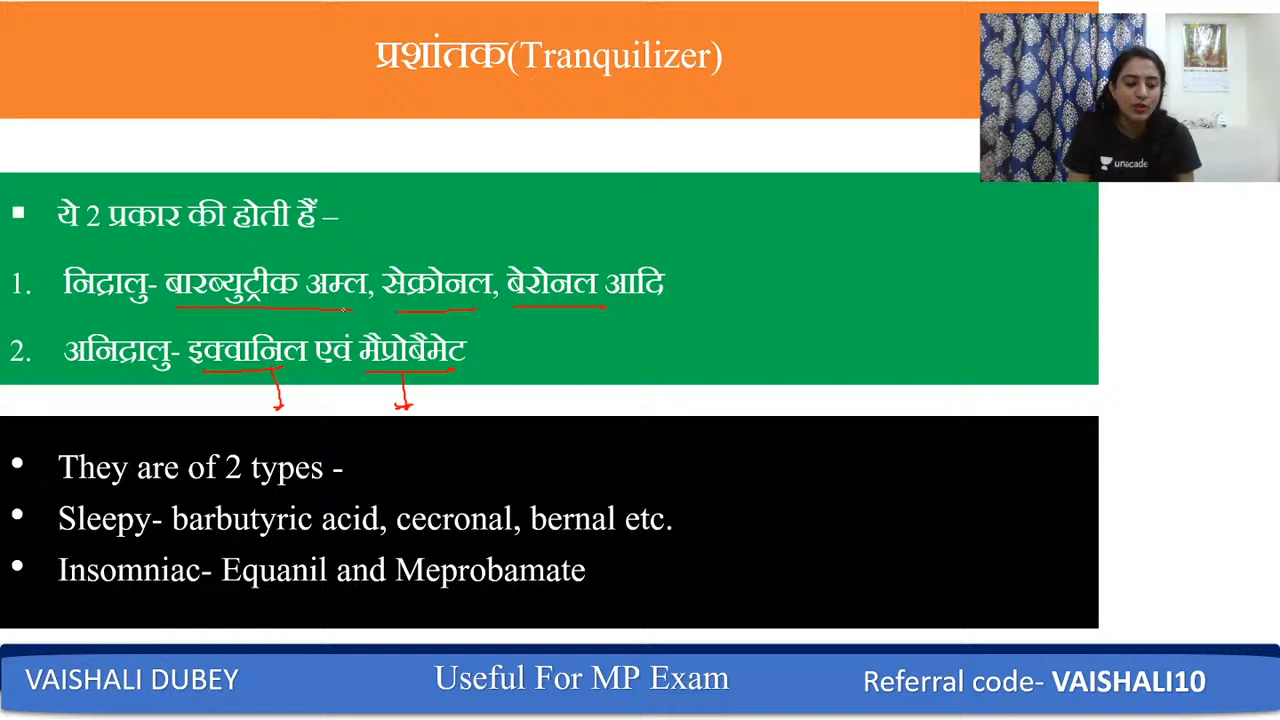 प्रशांतक(Tranquilizer)
unacade
▪ ये 2 प्रकार की होती हैं –
1. निद्रालु- बारब्युट्रीक अम्ल, सेक्रोनल, बेरोनल आदि
2. अनिद्रालु- इक्वानिल एवं मैप्रोबैमेट
• They are of 2 types -
• Sleepy- barbutyric acid, cecronal, bernal etc.
• Insomniac- Equanil and Meprobamate
VAISHALI DUBEY
Useful For MP Exam
Referral code- VAISHALI10